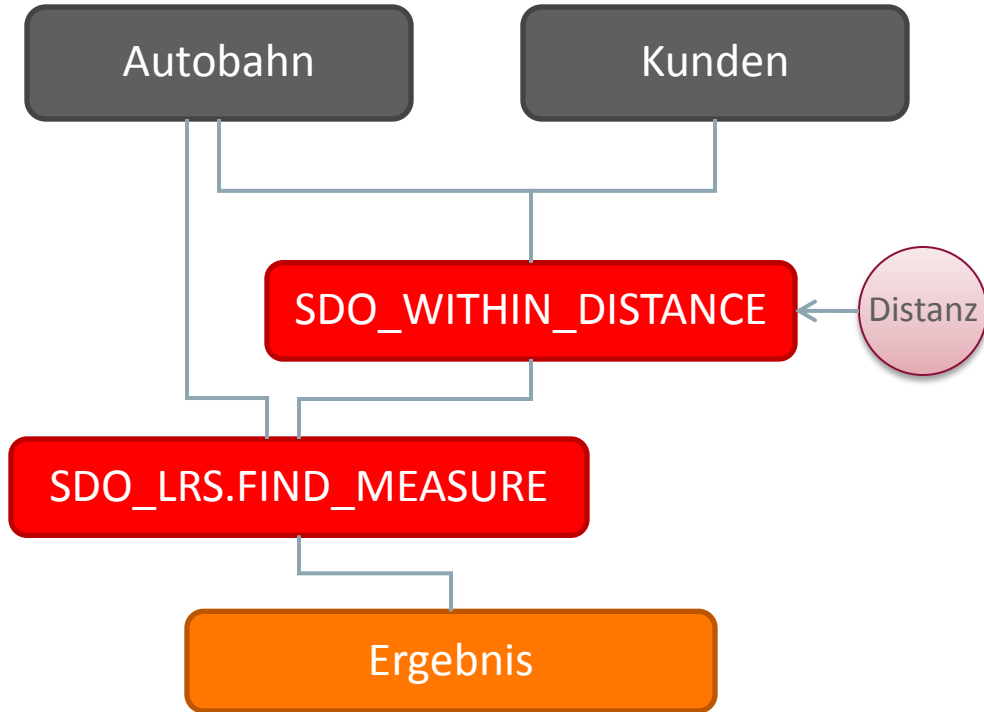 Autobahn
Kunden
SDO_WITHIN_DISTANCE
Distanz
SDO_LRS.FIND_MEASURE
Ergebnis